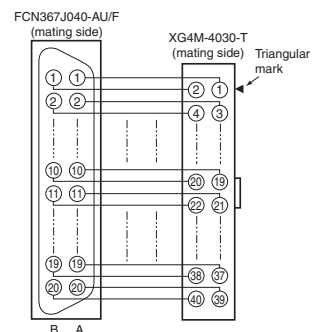 FCN367J040-AU/F
(mating side)
XG4M-4030-T
(mating side)
Triangular
mark
1 1
2 1
2 2
4 3
10 10
20 19
11 11
22 21
19 19
38 37
20 20
40 39
B A